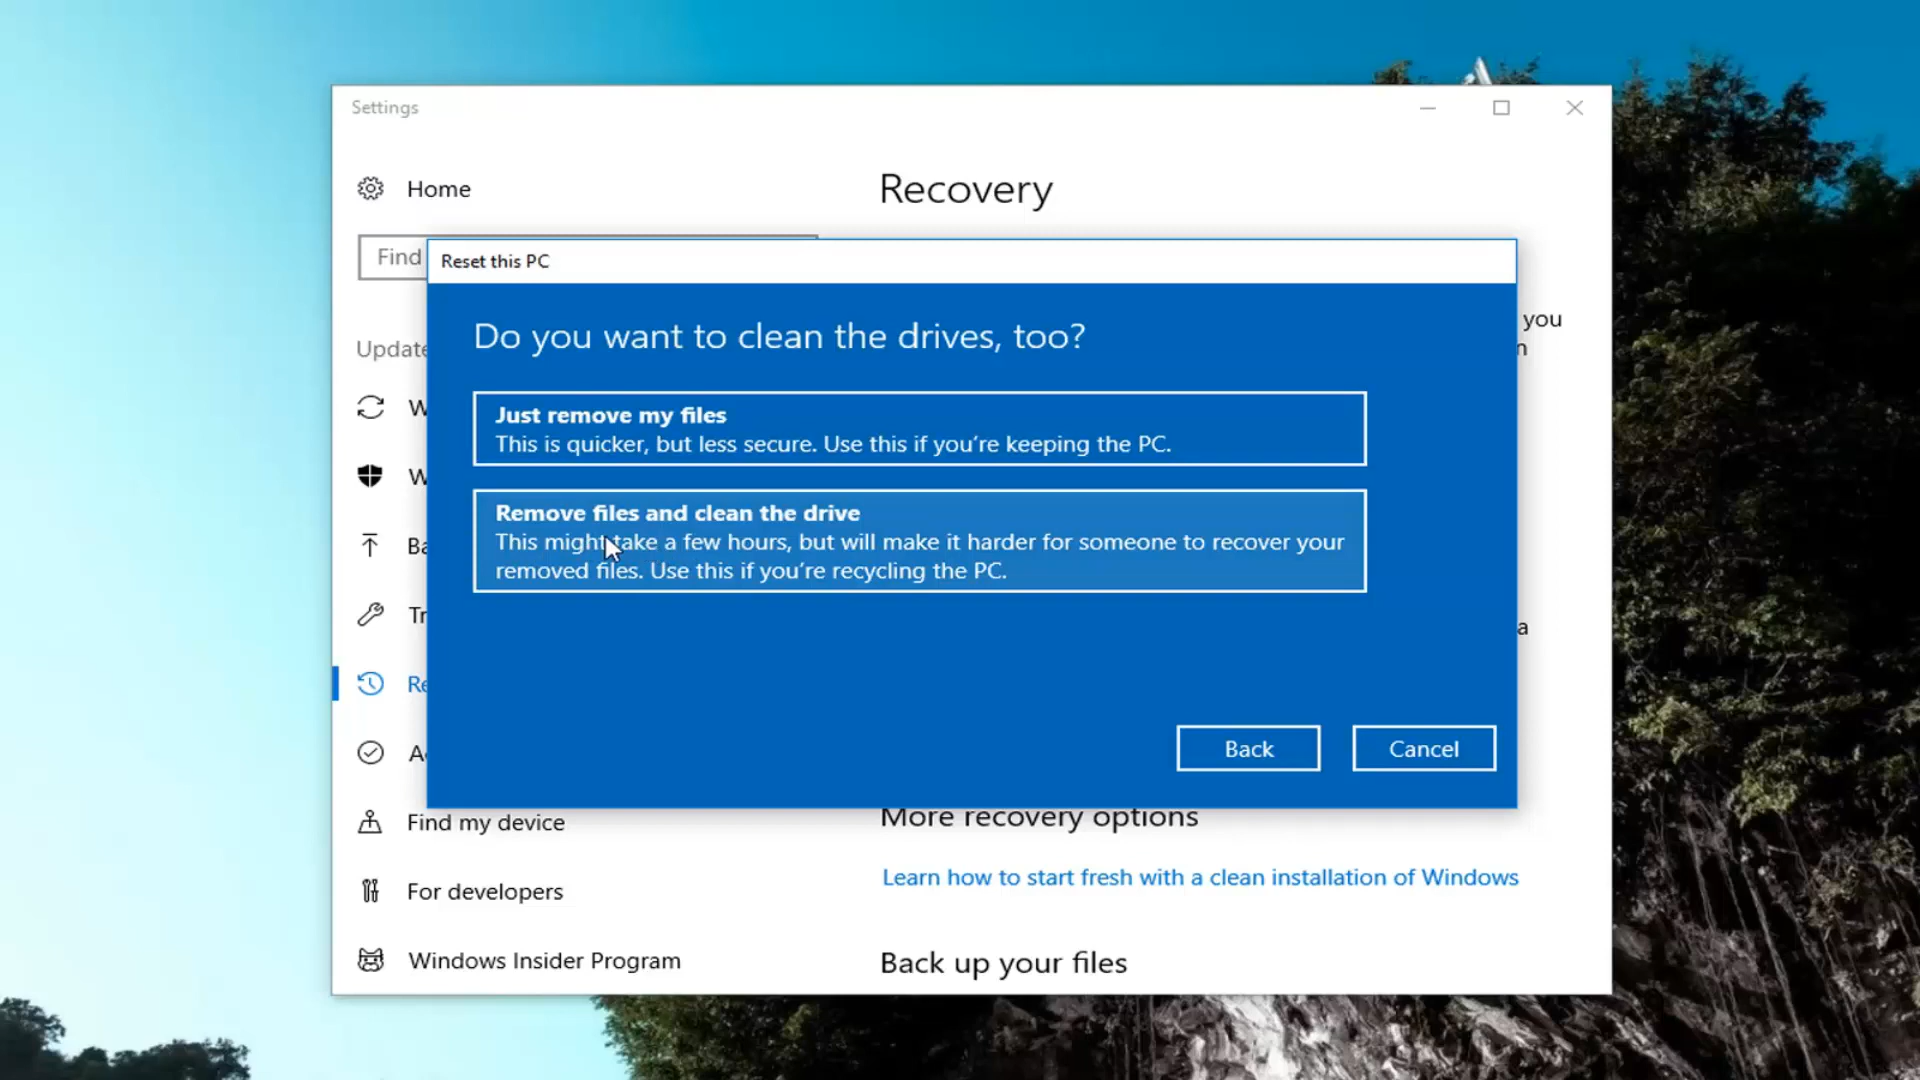 Settings
Home
Recovery
Find
Reset this PC
Do you want to clean the drives, too?
you
n
Update
Just remove my files
This is quicker, but less secure. Use this if you're keeping the PC.
W
W
Remove files and clean the drive
This might take a few hours, but will make it harder for someone to recover your
removed files. Use this if you're recycling the PC.
Ba
Tr
a
Re
Back
Cancel
A
Find my device
More recovery options
Learn how to start fresh with a clean installation of Windows
For developers
Windows Insider Program
Back up your files